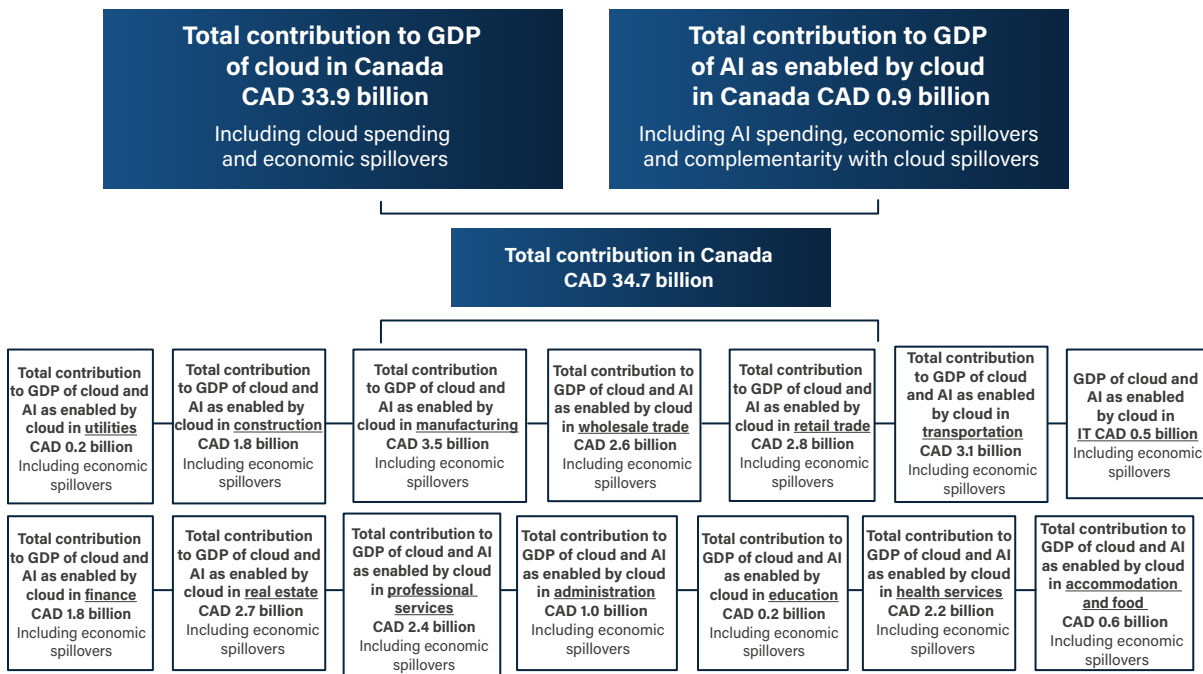 Total contribution to GDP
of cloud in Canada
CAD 33.9 billion
Including cloud spending
and economic spillovers
Total contribution to GDP
of AI as enabled by cloud
in Canada CAD 0.9 billion
Including AI spending, economic spillovers
and complementarity with cloud spillovers
Total contribution in Canada
CAD 34.7 billion
Total contribution
to GDP of cloud and
AI as enabled by
cloud in utilities
CAD 0.2 billion
Including economic
spillovers
Total contribution
to GDP of cloud and
AI as enabled by
cloud in construction
CAD 1.8 billion
Including economic
spillovers
Total contribution
to GDP of cloud and
AI as enabled by
cloud in manufacturing
CAD 3.5 billion
Including economic
spillovers
Total contribution to
GDP of cloud and AI
as enabled by cloud
in wholesale trade
CAD 2.6 billion
Including economic
spillovers
Total contribution
to GDP of cloud and
AI as enabled by
cloud in retail trade
CAD 2.8 billion
Including economic
spillovers
Total contribution
to GDP of cloud
and AI as enabled
by cloud in
transportation
CAD 3.1 billion
Including economic
spillovers
GDP of cloud and
AI as enabled
by cloud in
IT CAD 0.5 billion
Including economic
spillovers
Total contribution
to GDP of cloud and
AI as enabled by
cloud in finance
CAD 1.8 billion
Including economic
spillovers
Total contribution
to GDP of cloud and
AI as enabled by
cloud in real estate
CAD 2.7 billion
Including economic
spillovers
Total contribution to
GDP of cloud and AI
as enabled by cloud
in professional
services
CAD 2.4 billion
Including economic
spillovers
Total contribution to
GDP of cloud and AI
as enabled by cloud
in administration
CAD 1.0 billion
Including economic
spillovers
Total contribution to
GDP of cloud and AI
as enabled by
cloud in education
CAD 0.2 billion
Including economic
spillovers
Total contribution to
GDP of cloud and AI
as enabled by cloud
in health services
CAD 2.2 billion
Including economic
spillovers
Total contribution to
GDP of cloud and AI
as enabled by cloud
in accommodation
and food
CAD 0.6 billion
Including economic
spillovers